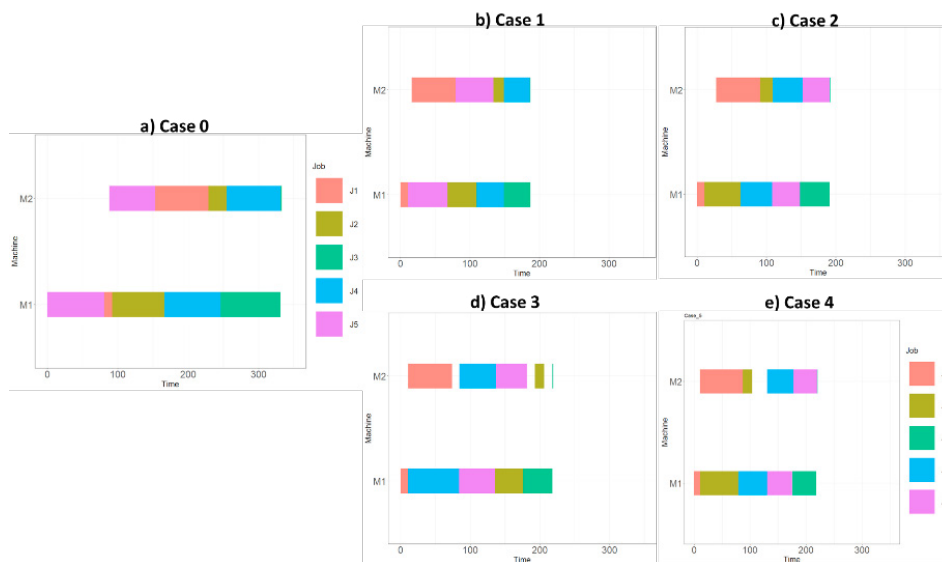 a) Case 0
M2
Machine
M1
0
100
200
300
Time
Job
J1
J2
J3
J4
J5
b) Case 1
M2
Machine
M1
0
100
200
300
Time
c) Case 2
M2
Machine
M1
0
100
200
300
Time
d) Case 3
M2
Machine
M1
0
100
200
300
Time
e) Case 4
Case_5
M2
Machine
M1
0
100
200
300
Time
Job